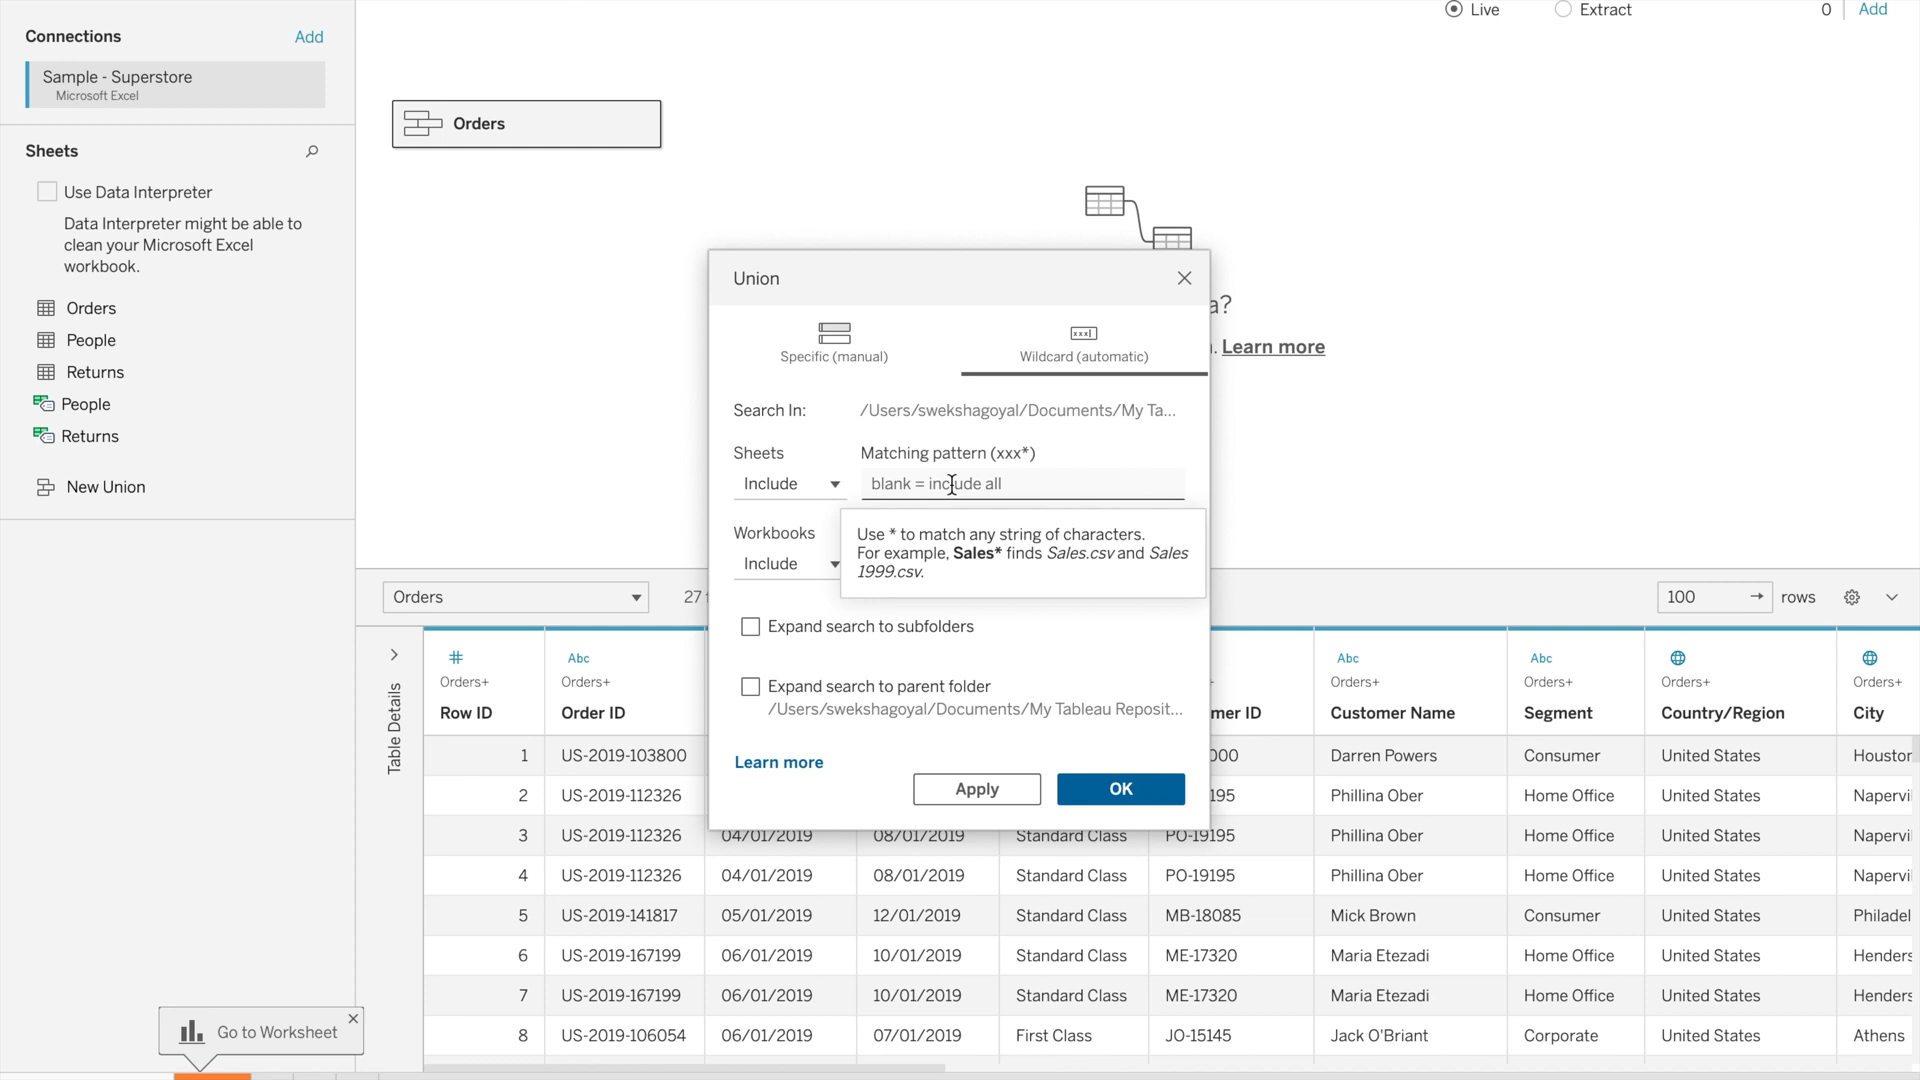 Connections
Add
Sample - Superstore
Microsoft Excel
Sheets
Use Data Interpreter
Data Interpreter might be able to
clean your Microsoft Excel
workbook.
Orders
People
Returns
People
Returns
New Union
Go to Worksheet
Live
Extract
0
Add
Orders
a?
. Learn more
Union
Specific (manual)
xxx
Wildcard (automatic)
Search In:
/Users/swekshagoyal/Documents/My Ta...
Sheets
Matching pattern (xxx*)
Include
blank = include all
Workbooks
Include
Use * to match any string of characters.
For example, Sales* finds Sales.csv and Sales
1999.csv.
Expand search to subfolders
Expand search to parent folder
/Users/swekshagoyal/Documents/My Tableau Reposit...
Learn more
Apply
OK
Orders
27
100
rows
Table Details
# Abc Abc Abc
Orders+ Orders+ Orders+ Orders+ Orders+ Orders+
Row ID Order ID mer ID Customer Name Segment Country/Region City
1 US-2019-103800 000 Darren Powers Consumer United States Houston
2 US-2019-112326 195 Phillina Ober Home Office United States Napervi
3 US-2019-112326 04/01/2019 08/01/2019 Standard Class PO-19195 Phillina Ober Home Office United States Napervi
4 US-2019-112326 04/01/2019 08/01/2019 Standard Class PO-19195 Phillina Ober Home Office United States Napervi
5 US-2019-141817 05/01/2019 12/01/2019 Standard Class MB-18085 Mick Brown Consumer United States Philadel
6 US-2019-167199 06/01/2019 10/01/2019 Standard Class ME-17320 Maria Etezadi Home Office United States Henders
7 US-2019-167199 06/01/2019 10/01/2019 Standard Class ME-17320 Maria Etezadi Home Office United States Henders
8 US-2019-106054 06/01/2019 07/01/2019 First Class JO-15145 Jack O'Briant Corporate United States Athens